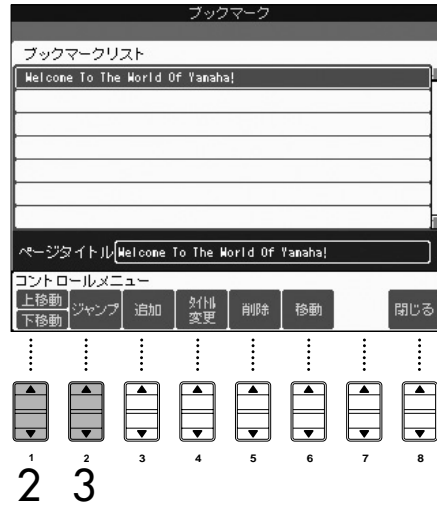 ブックマーク
ブックマークリスト
Welcome To The World Of Yamaha!
ページタイトル Welcome To The World Of Yamaha!
コントロールメニュー
上移動 下移動 ジャンプ 追加 タイトル変更 削除 移動 閉じる
1 2 3 4 5 6 7 8
2 3